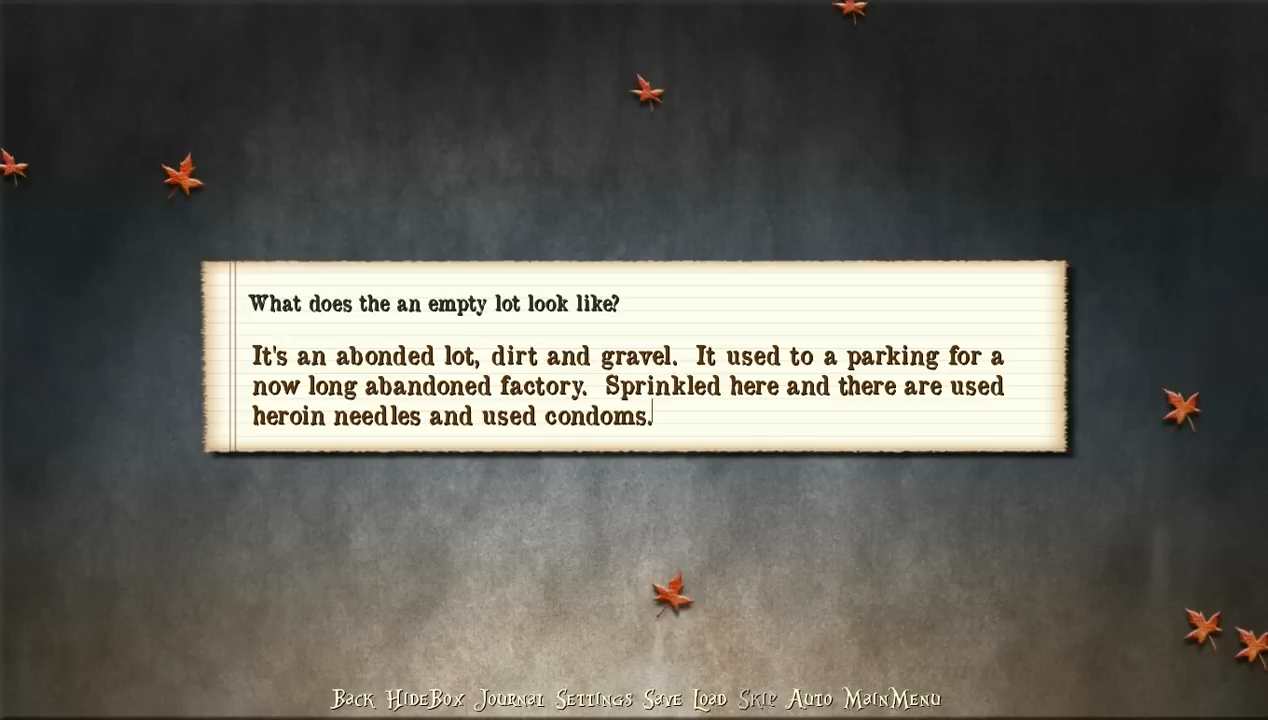 What does the an empty lot look like?
It's an abonded lot, dirt and gravel. It used to a parking for a
now long abandoned factory. Sprinkled here and there are used
heroin needles and used condoms.
Back HideBox Journal Settings Save Load Skip Auto MainMenu